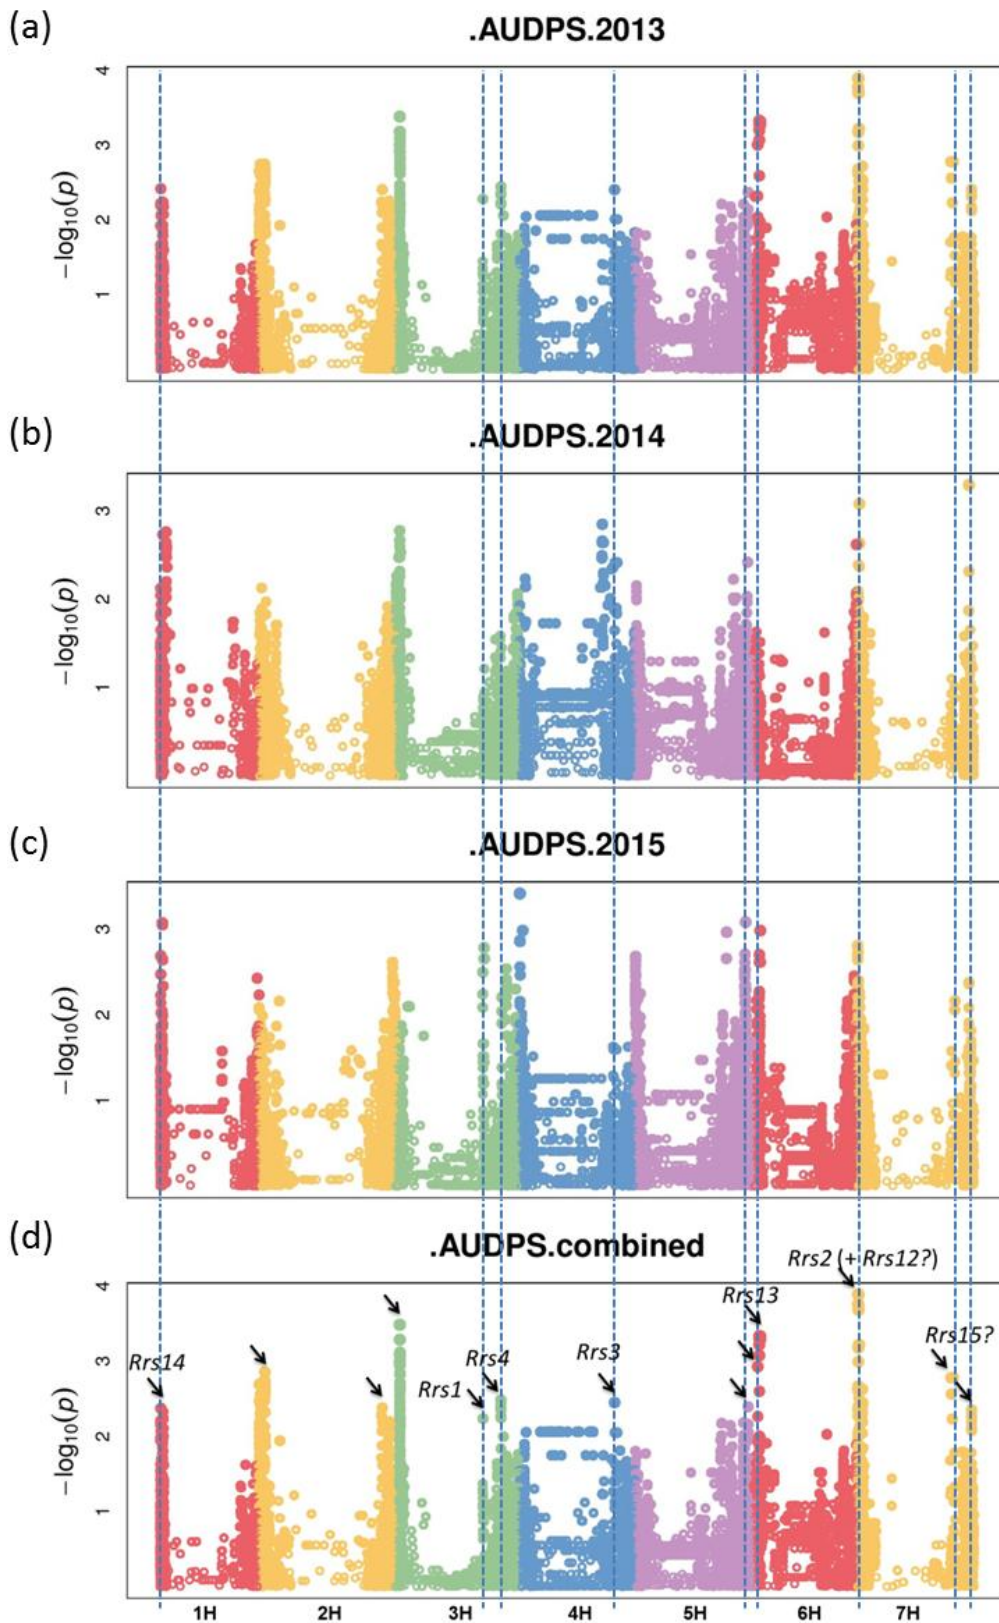 (a)
.AUDPS.2013
4
3
2
1
−log₁₀(p)
(b)
.AUDPS.2014
3
2
1
−log₁₀(p)
(c)
.AUDPS.2015
3
2
1
−log₁₀(p)
(d)
.AUDPS.combined
Rrs2 (+ Rrs12?)
Rrs13
Rrs15?
Rrs14
Rrs4
Rrs3
Rrs1
4
3
2
1
−log₁₀(p)
1H 2H 3H 4H 5H 6H 7H